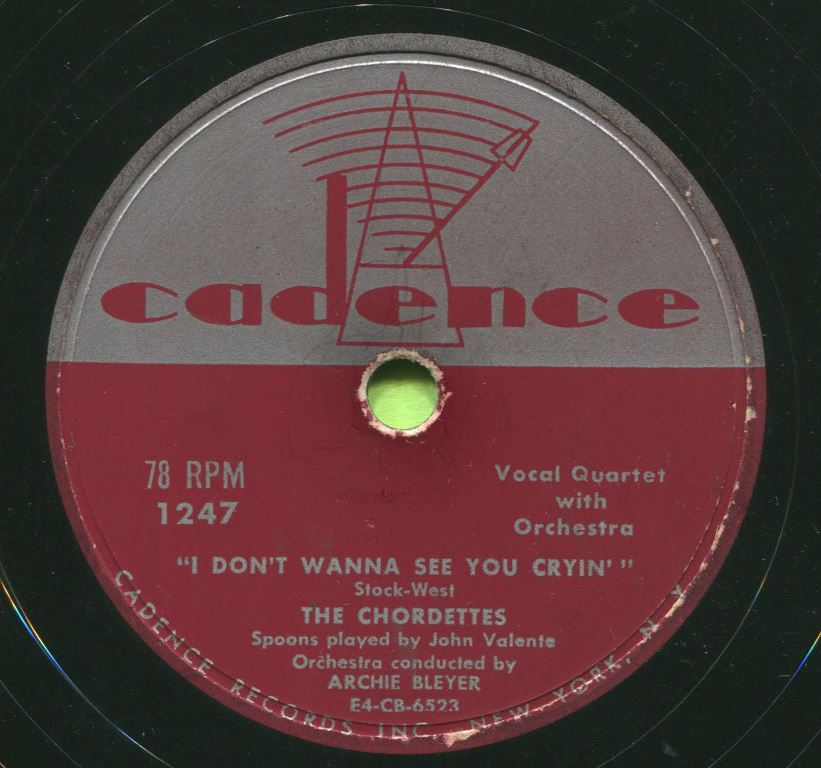 cadence
78 RPM
1247
Vocal Quartet
with
Orchestra
"I DON'T WANNA SEE YOU CRYIN'"
Stock-West
THE CHORDETTES
Spoons played by John Valente
Orchestra conducted by
ARCHIE BLEYER
E4-CB-6523
CADENCE RECORDS INC. NEW YORK, N.Y.